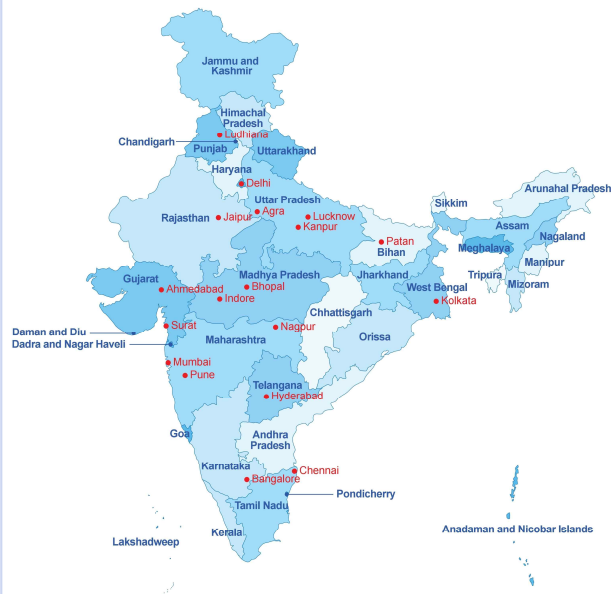 Jammu and
Kashmir
Himachal
Pradesh
Ludhiana
Chandigarh
Punjab
Uttarakhand
Haryana
Delhi
Uttar Pradesh
Agra
Lucknow
Kanpur
Rajasthan
Jaipur
Sikkim
Arunahal Pradesh
Assam
Nagaland
Meghalaya
Manipur
Tripura
Mizoram
Patan
Bihan
Jharkhand
West Bengal
Kolkata
Gujarat
Ahmedabad
Madhya Pradesh
Bhopal
Indore
Chhattisgarh
Orissa
Surat
Nagpur
Daman and Diu
Dadra and Nagar Haveli
Maharashtra
Mumbai
Pune
Telangana
Hyderabad
Goa
Andhra
Pradesh
Karnataka
Chennai
Bangalore
Pondicherry
Tamil Nadu
Kerala
Lakshadweep
Anadaman and Nicobar Islands